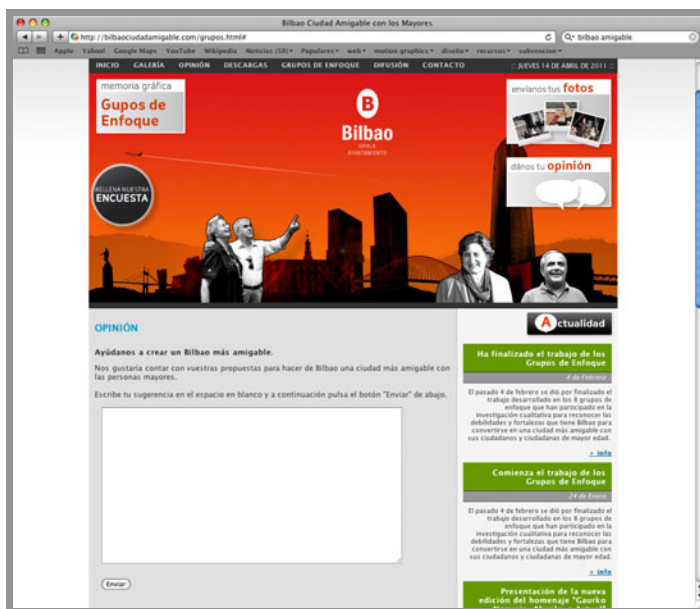 Bilbao Ciudad Amigable con los Mayores
http://bilbaociudadamigable.com/grupos.html#
bilbao amigable
Apple Yahoo! Google Maps YouTube Wikipedia Noticias (58) Populares web motion graphics diseño recursos subvencion
INICIO GALERÍA OPINIÓN DESCARGAS GRUPOS DE ENFOQUE DIFUSIÓN CONTACTO
:: JUEVES 14 DE ABRIL DE 2011 ::
memoria gráfica
Gupos de
Enfoque
B
Bilbao
UDALA
AYUNTAMIENTO
envíanos tus fotos
dános tu opinión
RELLENA NUESTRA
ENCUESTA
OPINIÓN
Ayúdanos a crear un Bilbao más amigable.
Nos gustaría contar con vuestras propuestas para hacer de Bilbao una ciudad más amigable con
las personas mayores.
Escribe tu sugerencia en el espacio en blanco y a continuación pulsa el botón "Enviar" de abajo.
Enviar
Actualidad
Ha finalizado el trabajo de los
Grupos de Enfoque
4 de Febrero
El pasado 4 de febrero se dió por finalizado el
trabajo desarrollado en los 8 grupos de
enfoque que han participado en la
investigación cualitativa para reconocer las
debilidades y fortalezas que tiene Bilbao para
convertirse en una ciudad más amigable con
sus ciudadanos y ciudadanas de mayor edad.
+ info
Comienza el trabajo de los
Grupos de Enfoque
24 de Enero
El pasado 4 de febrero se dió por finalizado el
trabajo desarrollado en los 8 grupos de
enfoque que han participado en la
investigación cualitativa para reconocer las
debilidades y fortalezas que tiene Bilbao para
convertirse en una ciudad más amigable con
sus ciudadanos y ciudadanas de mayor edad.
+ info
Presentación de la nueva
edición del homenaje "Gaurko